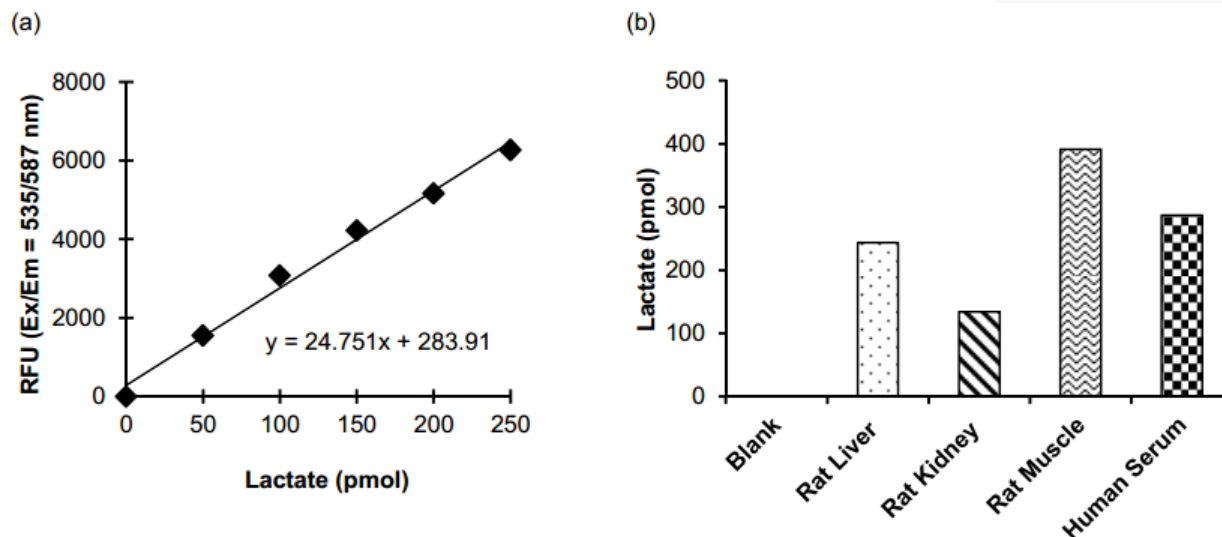 (a)
8000
6000
4000
2000
0
RFU (Ex/Em = 535/587 nm)
y = 24.751x + 283.91
0 50 100 150 200 250
Lactate (pmol)
(b)
500
400
300
200
100
0
Lactate (pmol)
Blank
Rat Liver
Rat Kidney
Rat Muscle
Human Serum